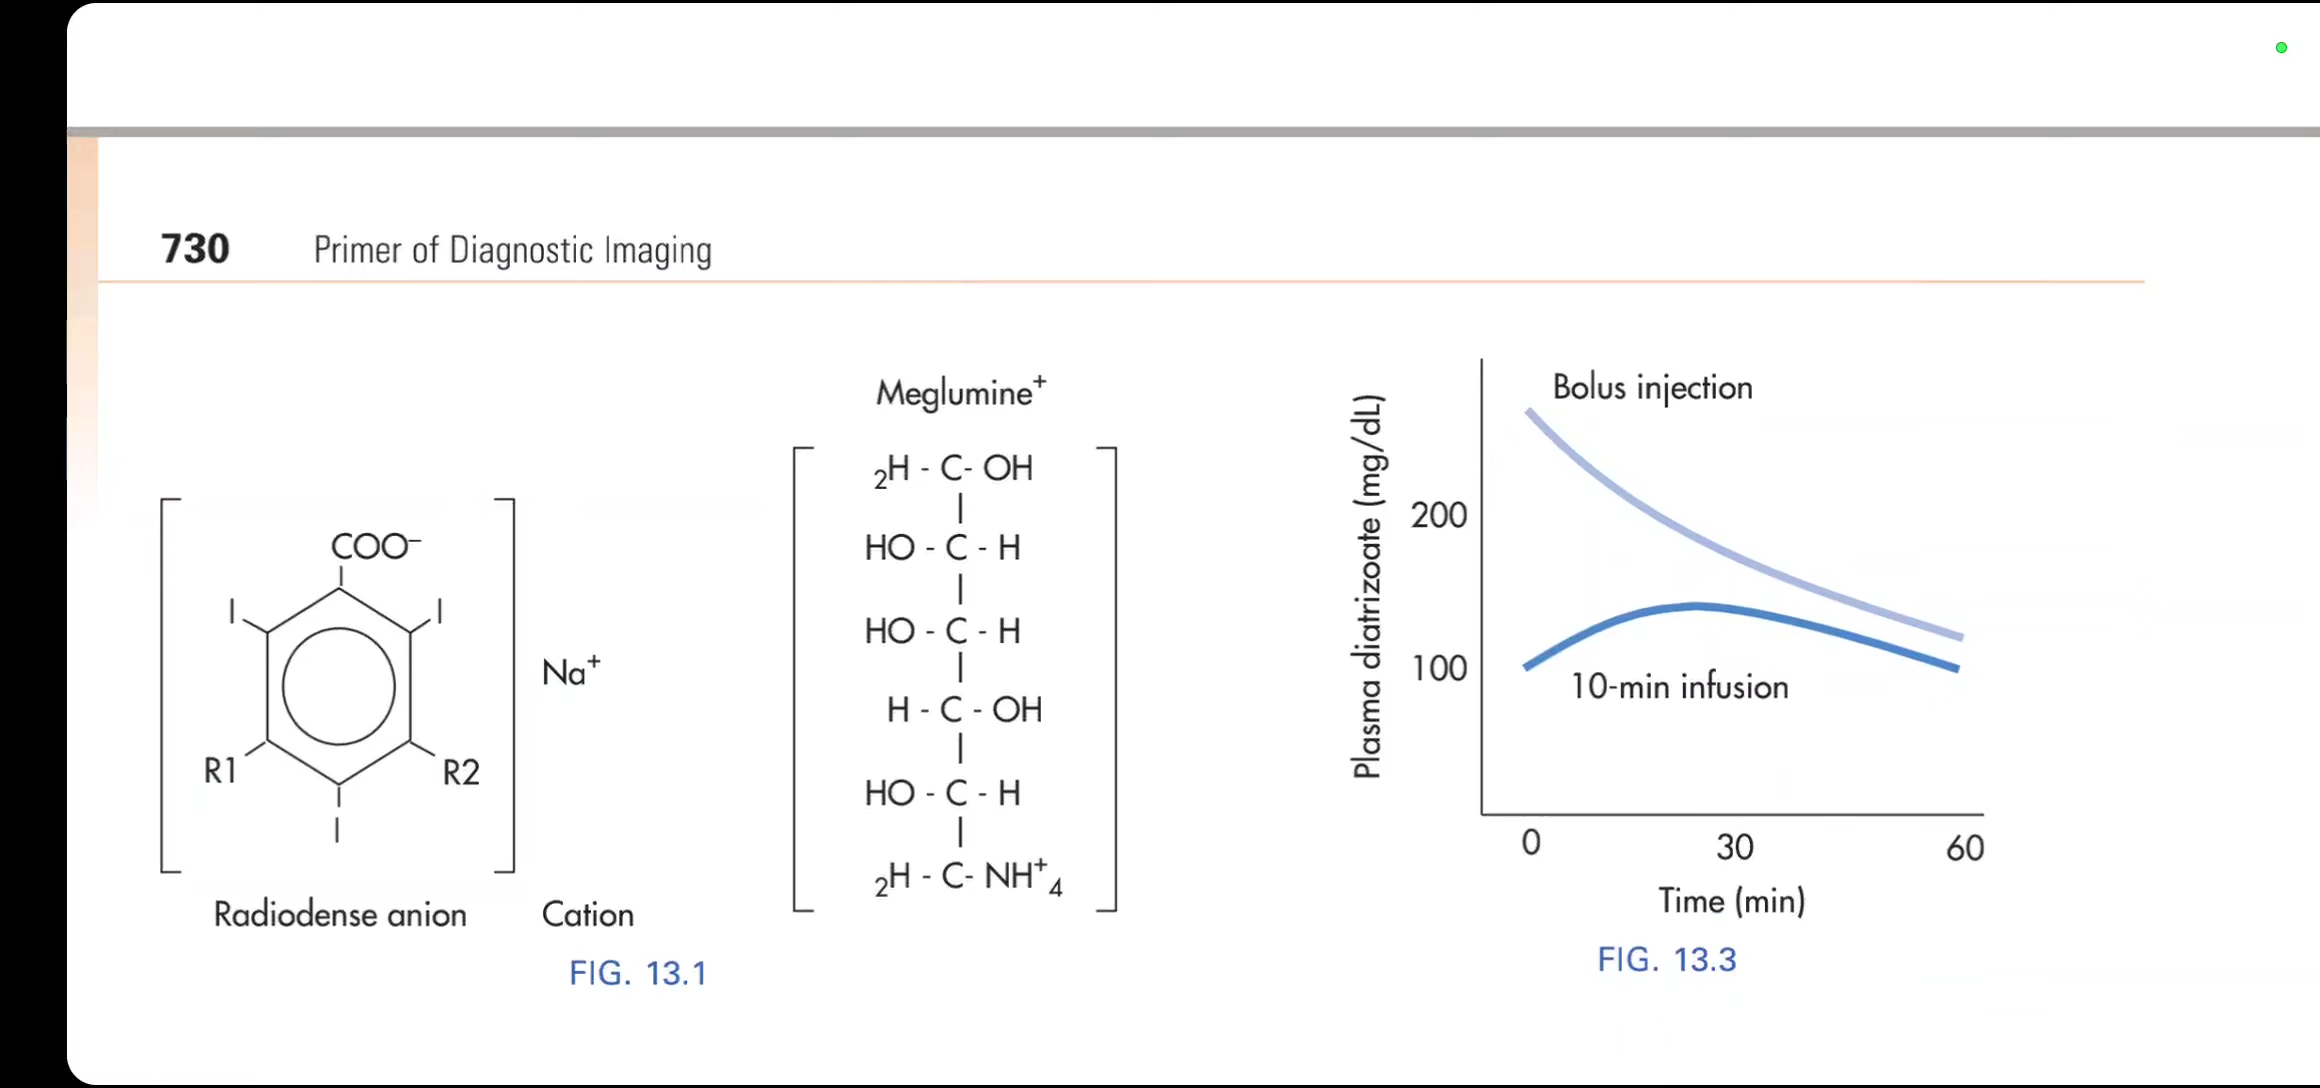 730 Primer of Diagnostic Imaging
COO⁻
I I
R1 R2
I
Na⁺
Radiodense anion Cation
Meglumine⁺
₂H - C- OH
HO - C - H
HO - C - H
H - C - OH
HO - C - H
₂H - C- NH⁺₄
FIG. 13.1
Plasma diatrizoate (mg/dL)
Bolus injection
200
100
10-min infusion
0 30 60
Time (min)
FIG. 13.3